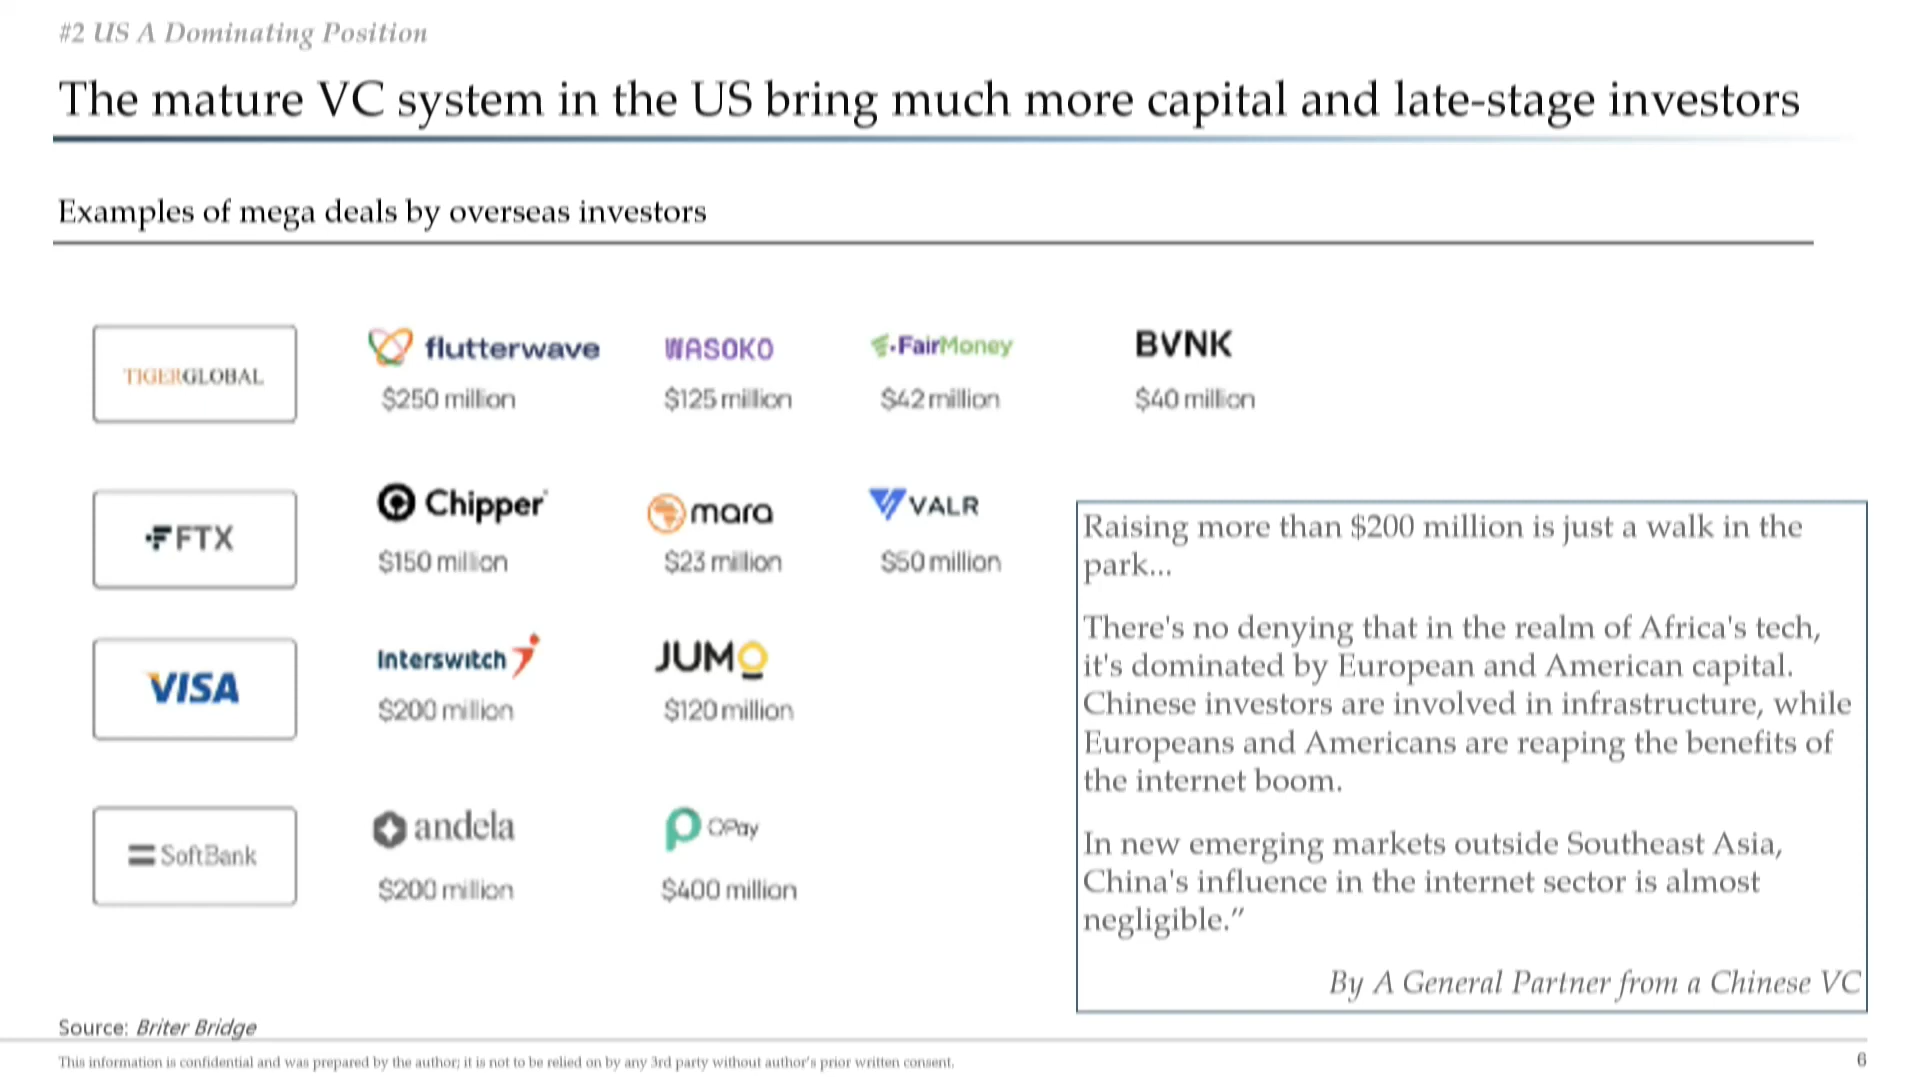 #2 US A Dominating Position
The mature VC system in the US bring much more capital and late-stage investors
Examples of mega deals by overseas investors
TIGERGLOBAL
flutterwave
$250 million
WASOKO
$125 million
FairMoney
$42 million
BVNK
$40 million
FTX
Chipper
$150 million
mara
$23 million
VALR
$50 million
VISA
Interswitch
$200 million
JUMO
$120 million
SoftBank
andela
$200 million
OPay
$400 million
Raising more than $200 million is just a walk in the
park...
There's no denying that in the realm of Africa's tech,
it's dominated by European and American capital.
Chinese investors are involved in infrastructure, while
Europeans and Americans are reaping the benefits of
the internet boom.
In new emerging markets outside Southeast Asia,
China's influence in the internet sector is almost
negligible.”
By A General Partner from a Chinese VC
Source: Briter Bridge
This information is confidential and was prepared by the author; it is not to be relied on by any 3rd party without author's prior written consent.
6